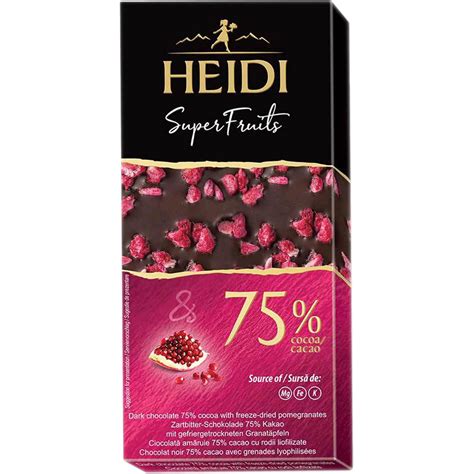 HEIDI
SuperFruits
& 75%
cocoa/
cacao
Source of / Sursă de:
Mg Fe K
Dark chocolate 75% cocoa with freeze-dried pomegranates
Zartbitter-Schokolade 75% Kakao
mit gefriergetrockneten Granatäpfeln
Ciocolată amăruie 75% cacao cu rodii liofilizate
Chocolat noir 75% cacao avec grenades lyophilisées